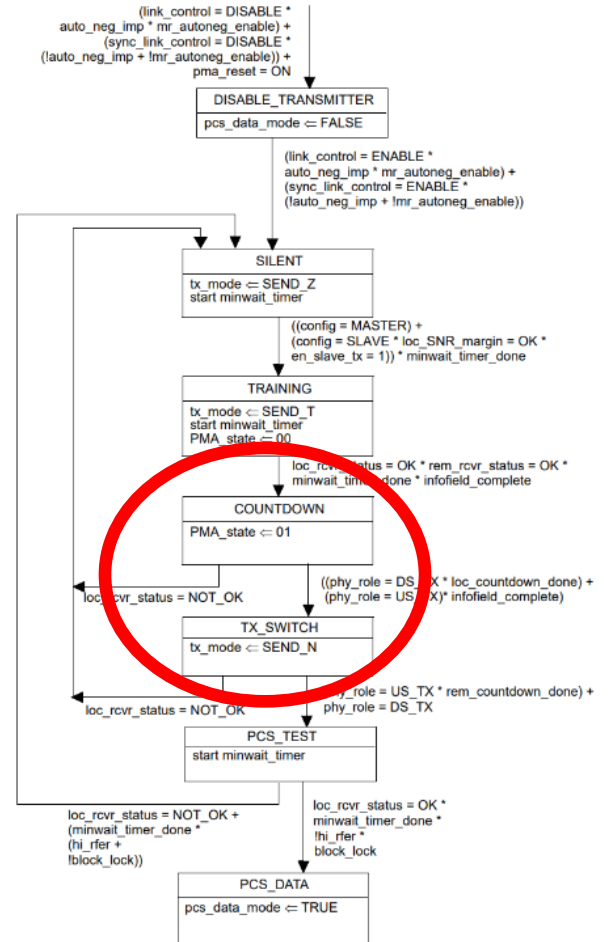 (link_control = DISABLE *
auto_neg_imp * mr_autoneg_enable) +
(sync_link_control = DISABLE *
(!auto_neg_imp + !mr_autoneg_enable)) +
pma_reset = ON
DISABLE_TRANSMITTER
pcs_data_mode ⇐ FALSE
(link_control = ENABLE *
auto_neg_imp * mr_autoneg_enable) +
(sync_link_control = ENABLE *
(!auto_neg_imp + !mr_autoneg_enable))
SILENT
tx_mode ⇐ SEND_Z
start minwait_timer
((config = MASTER) +
(config = SLAVE * loc_SNR_margin = OK *
en_slave_tx = 1)) * minwait_timer_done
TRAINING
tx_mode ⇐ SEND_T
start minwait_timer
PMA_state ⇐ 00
= OK * rem_rcvr_status = OK *
minwait_timer_done * infofield_complete
COUNTDOWN
PMA_state ⇐ 01
loc_rcvr_status = NOT_OK
((phy_role = DS_TX * loc_countdown_done) +
(phy_role = US_TX)* infofield_complete)
TX_SWITCH
tx_mode ⇐ SEND_N
loc_rcvr_status = NOT_OK
= US_TX * rem_countdown_done) +
phy_role = DS_TX
PCS_TEST
start minwait_timer
loc_rcvr_status = NOT_OK +
(minwait_timer_done *
(hi_rfer +
!block_lock))
loc_rcvr_status = OK *
minwait_timer_done *
!hi_rfer *
block_lock
PCS_DATA
pcs_data_mode ⇐ TRUE